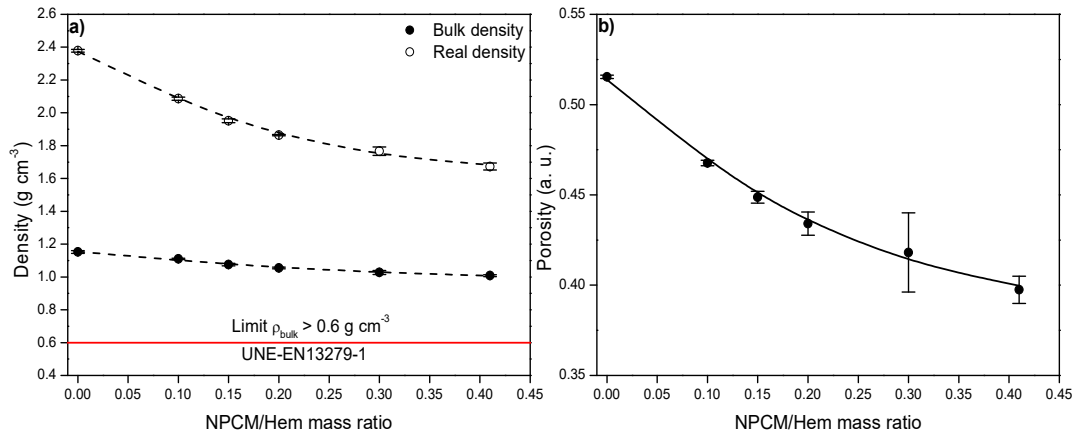 a)
Bulk density
Real density
2.6
2.4
2.2
2.0
1.8
1.6
1.4
1.2
1.0
0.8
0.6
0.4
Density (g cm⁻³)
Limit ρbulk > 0.6 g cm⁻³
UNE-EN13279-1
0.00 0.05 0.10 0.15 0.20 0.25 0.30 0.35 0.40 0.45
NPCM/Hem mass ratio
b)
0.55
0.50
0.45
0.40
0.35
Porosity (a. u.)
0.00 0.05 0.10 0.15 0.20 0.25 0.30 0.35 0.40 0.45
NPCM/Hem mass ratio